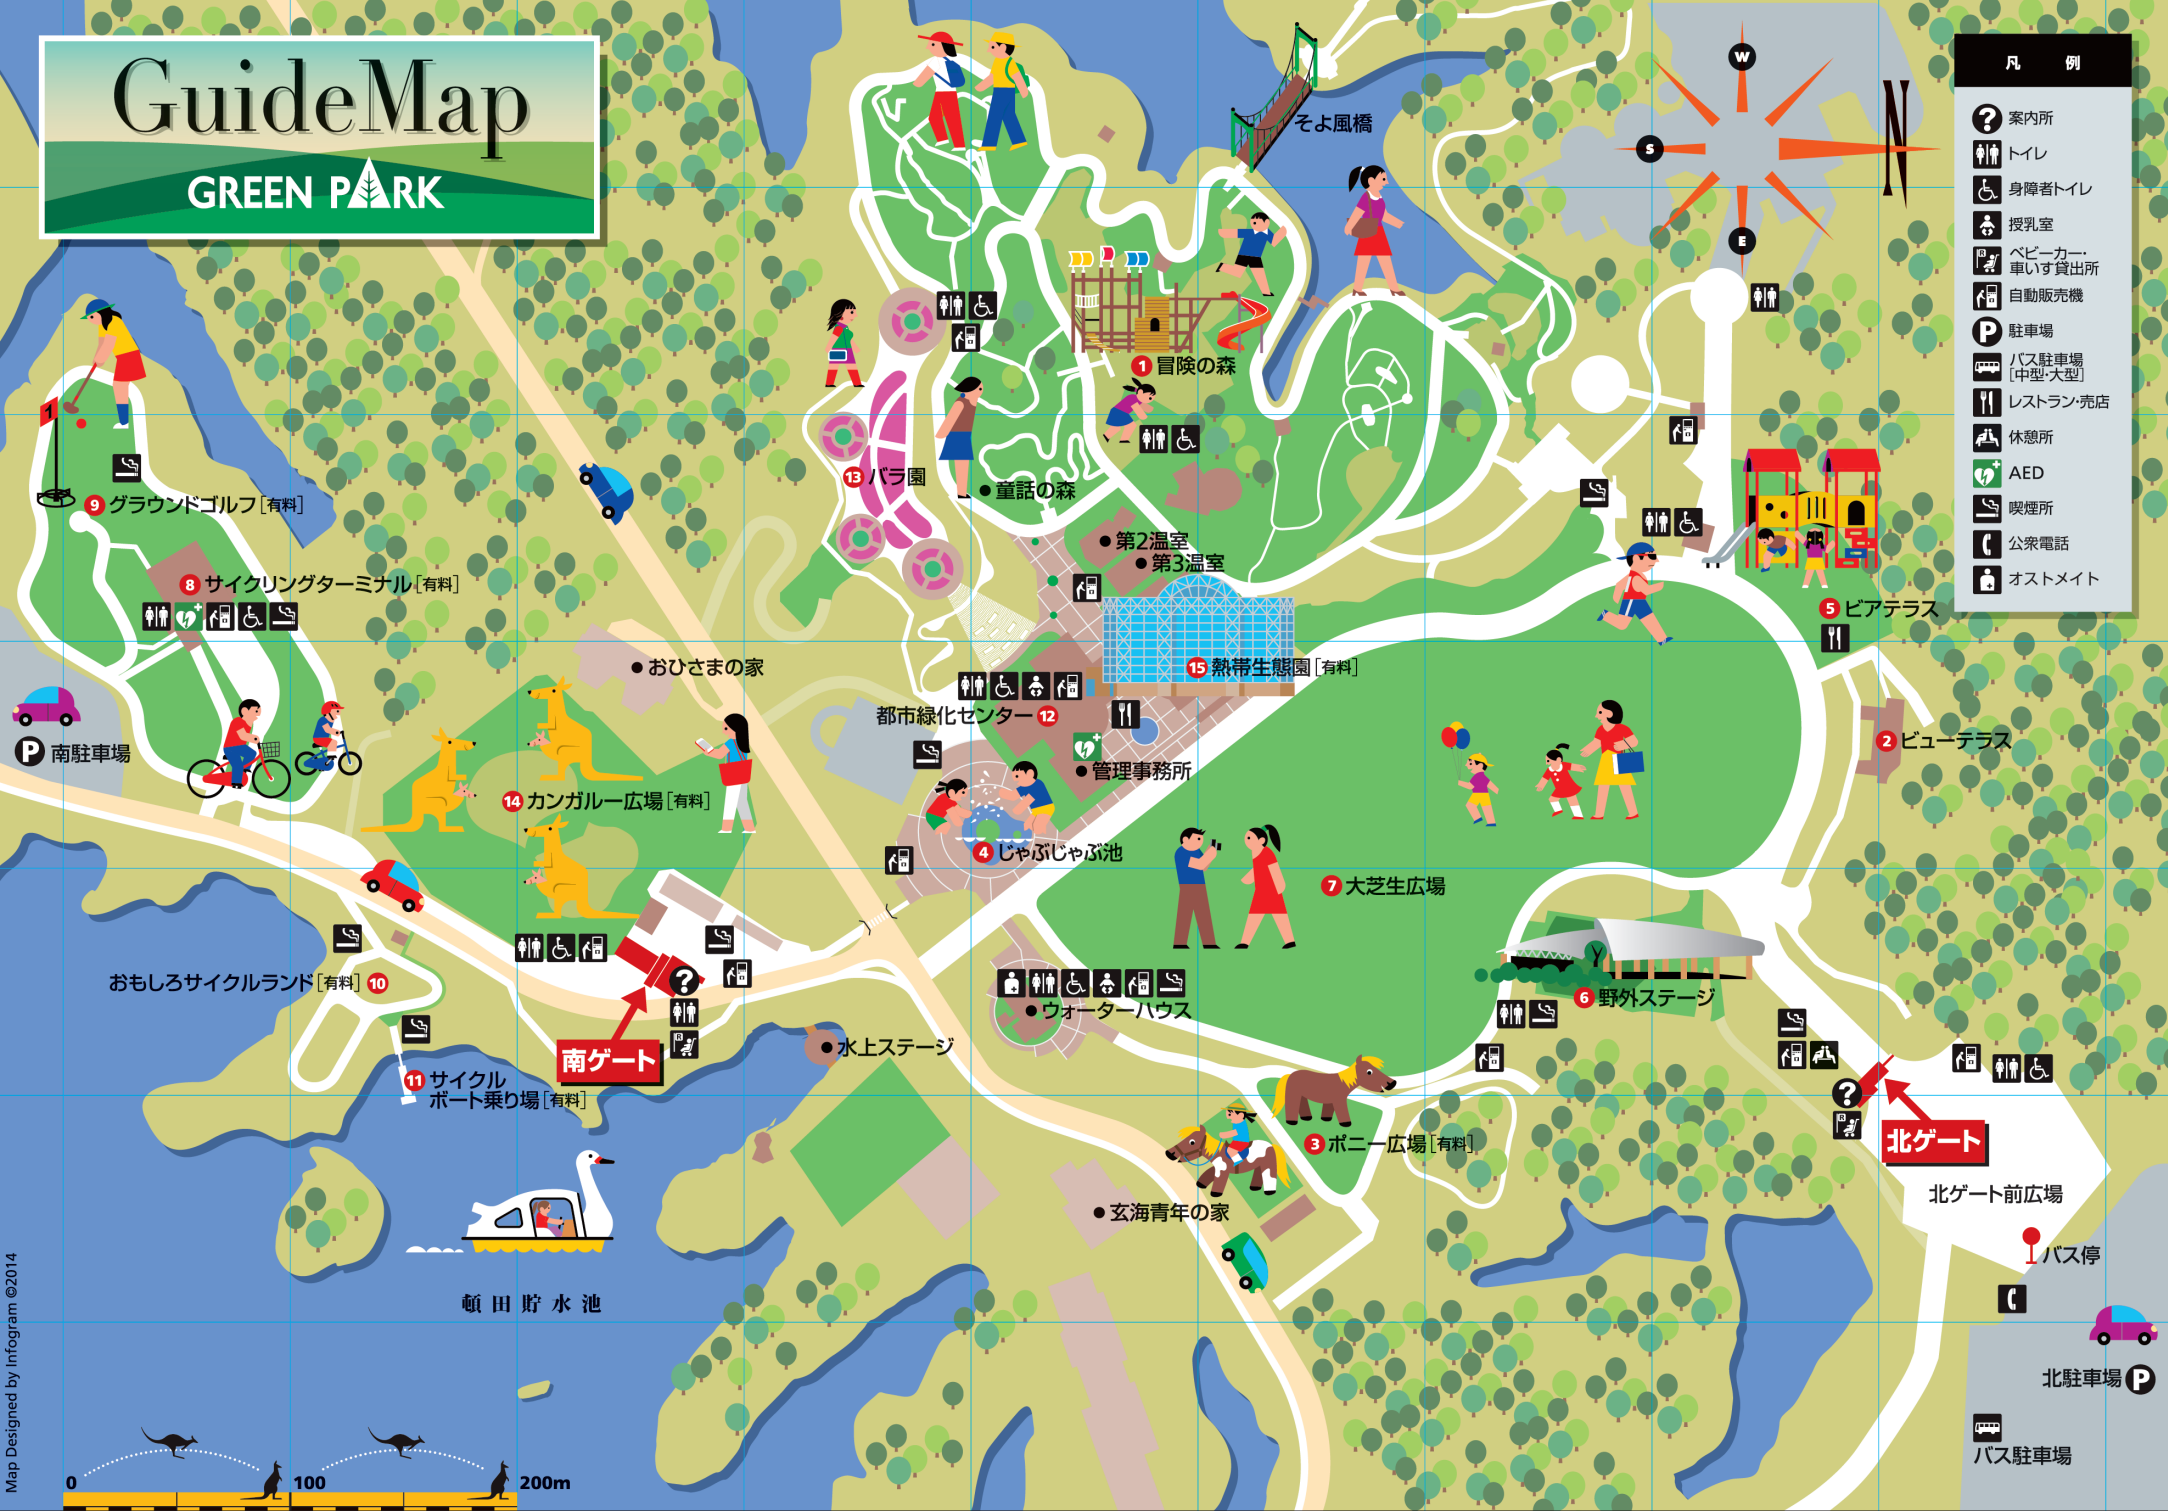 GuideMap
GREEN PARK
そよ風橋
W
S
N
E
凡 例
案内所
トイレ
身障者トイレ
授乳室
ベビーカー・
車いす貸出所
自動販売機
P 駐車場
バス駐車場
[中型・大型]
レストラン・売店
休憩所
AED
喫煙所
公衆電話
オストメイト
1
1 冒険の森
13 バラ園
童話の森
9 グラウンドゴルフ[有料]
第2温室
第3温室
8 サイクリングターミナル[有料]
5 ビアテラス
おひさまの家
15 熱帯生態園[有料]
都市緑化センター 12
2 ビューテラス
P 南駐車場
管理事務所
14 カンガルー広場[有料]
4 じゃぶじゃぶ池
7 大芝生広場
おもしろサイクルランド[有料] 10
6 野外ステージ
ウォーターハウス
南ゲート
水上ステージ
11 サイクル
ボート乗り場[有料]
3 ポニー広場[有料]
北ゲート
北ゲート前広場
玄海青年の家
バス停
頓田貯水池
北駐車場 P
バス駐車場
0 100 200m
Map Designed by Infogram ©2014